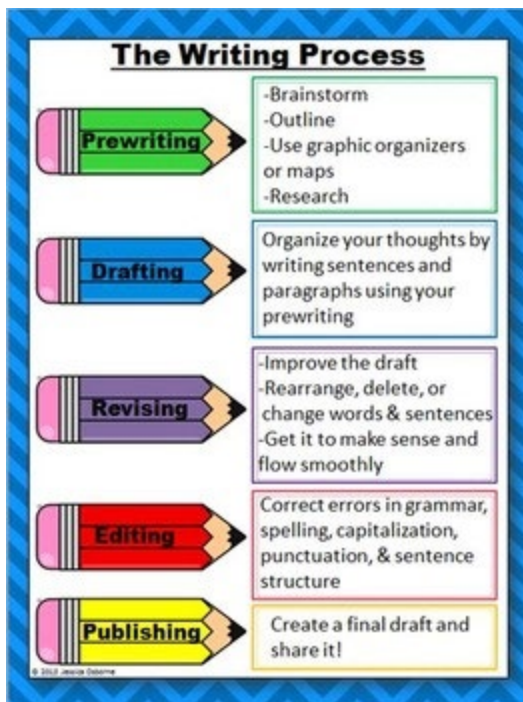 The Writing Process
Prewriting
-Brainstorm
-Outline
-Use graphic organizers
or maps
-Research
Drafting
Organize your thoughts by
writing sentences and
paragraphs using your
prewriting
Revising
-Improve the draft
-Rearrange, delete, or
change words & sentences
-Get it to make sense and
flow smoothly
Editing
Correct errors in grammar,
spelling, capitalization,
punctuation, & sentence
structure
Publishing
Create a final draft and
share it!
© 2013 Jessica Osborne